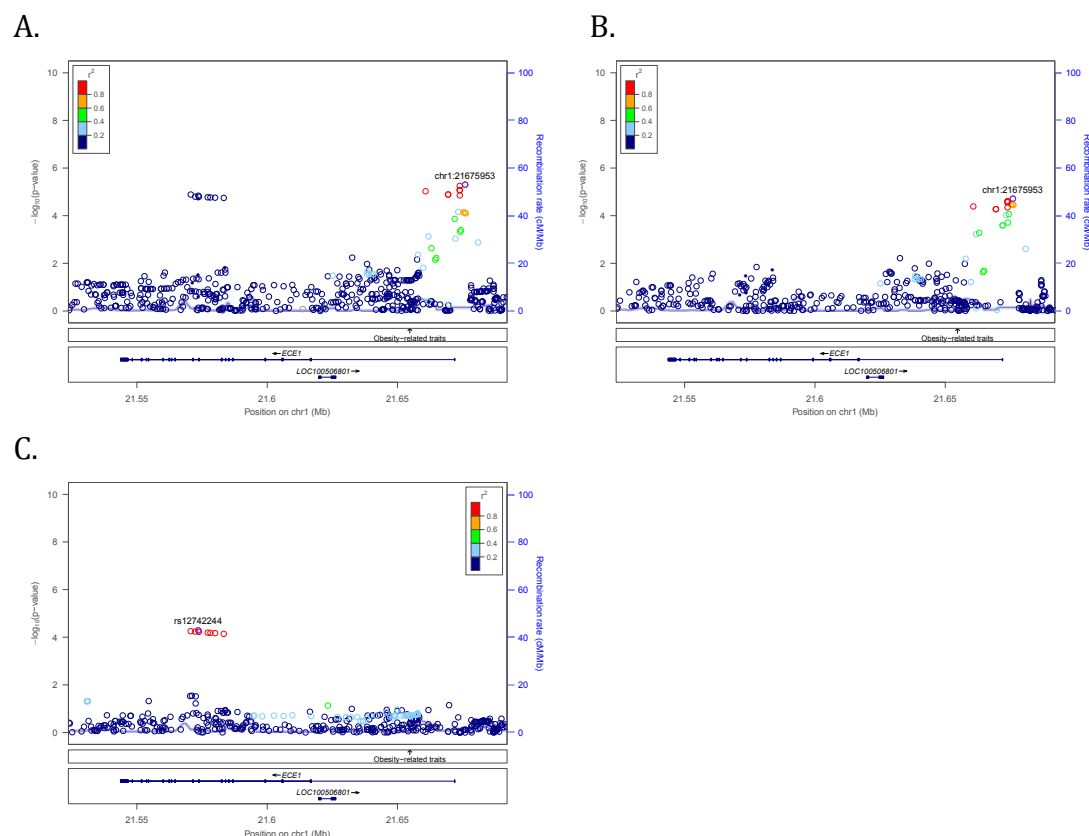 A.
r²
0.8
0.6
0.4
0.2
chr1:21675953
10
8
6
4
2
0
−log₁₀(p−value)
100
80
60
40
20
0
Recombination rate (cM/Mb)
Obesity−related traits
ECE1
LOC100506801
21.55
21.6
21.65
Position on chr1 (Mb)
B.
r²
0.8
0.6
0.4
0.2
chr1:21675953
10
8
6
4
2
0
−log₁₀(p−value)
100
80
60
40
20
0
Recombination rate (cM/Mb)
Obesity−related traits
ECE1
LOC100506801
21.55
21.6
21.65
Position on chr1 (Mb)
C.
r²
0.8
0.6
0.4
0.2
rs12742244
10
8
6
4
2
0
−log₁₀(p−value)
100
80
60
40
20
0
Recombination rate (cM/Mb)
Obesity−related traits
ECE1
LOC100506801
21.55
21.6
21.65
Position on chr1 (Mb)